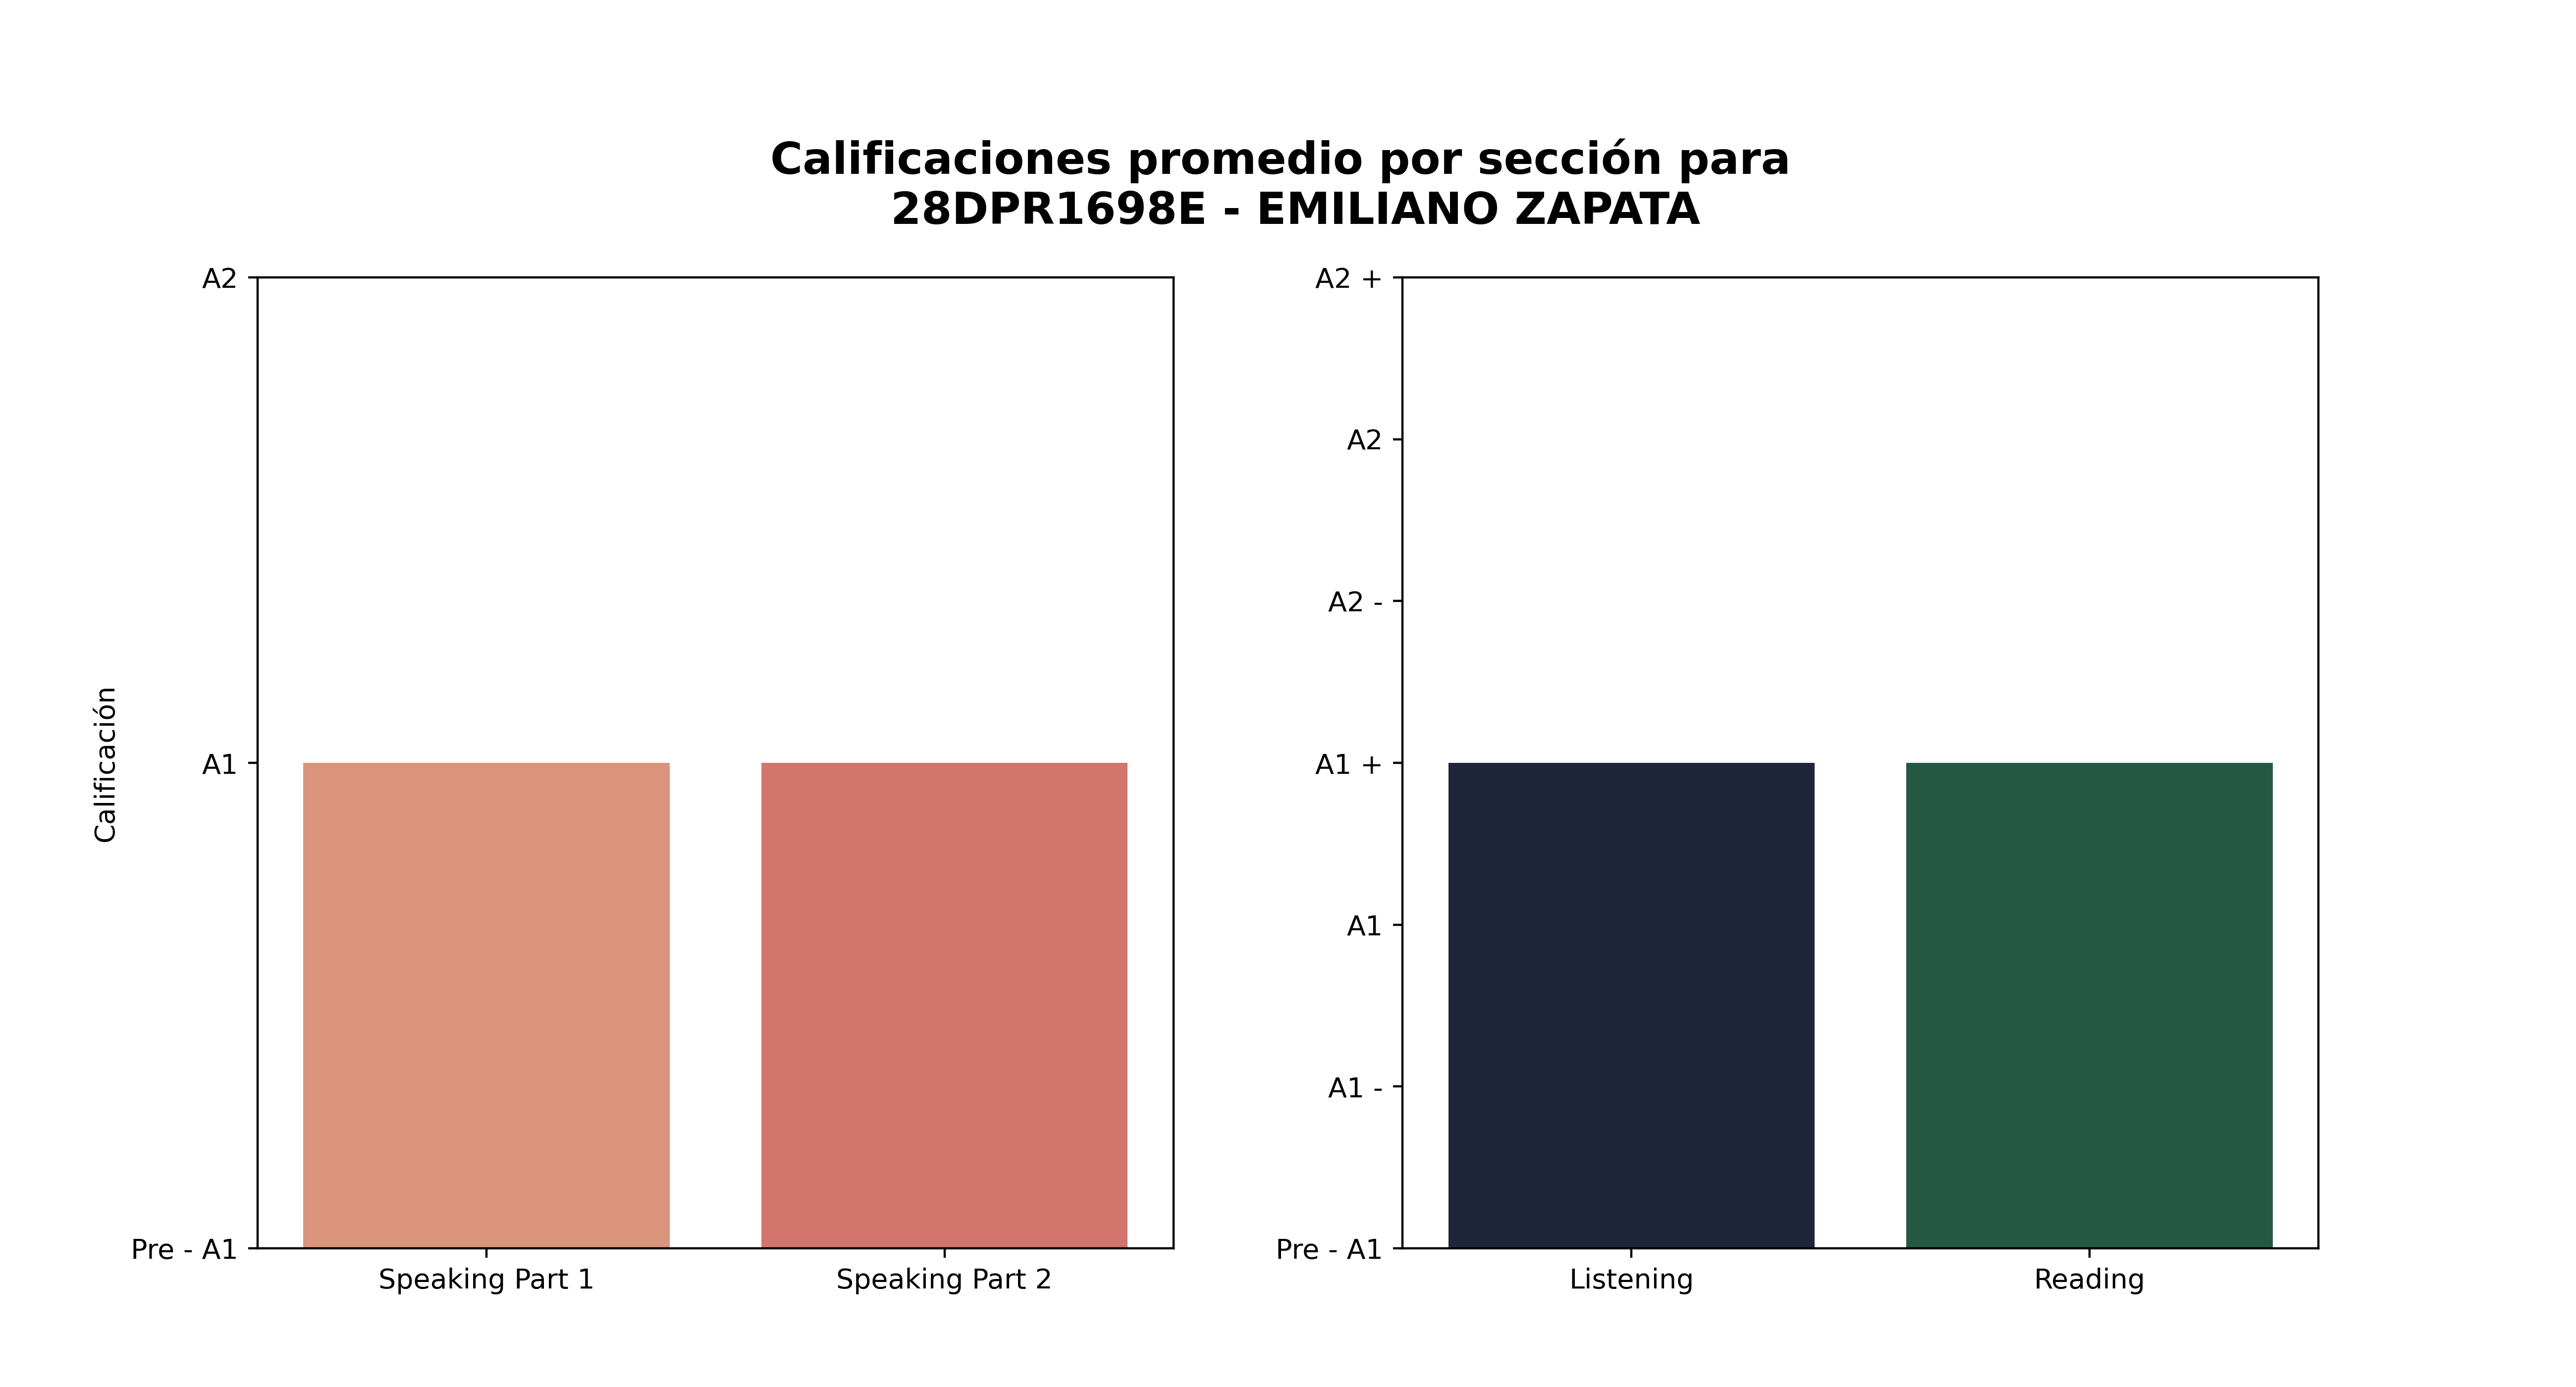 Calificaciones promedio por sección para
28DPR1698E - EMILIANO ZAPATA
Calificación
A2
A1
Pre - A1
Speaking Part 1
Speaking Part 2
A2 +
A2
A2 -
A1 +
A1
A1 -
Pre - A1
Listening
Reading